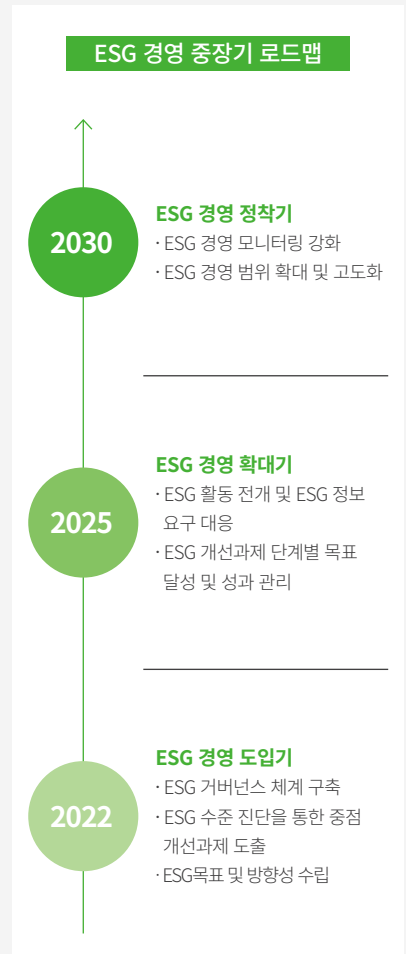 ESG 경영 중장기 로드맵
2030
ESG 경영 정착기
· ESG 경영 모니터링 강화
· ESG 경영 범위 확대 및 고도화
2025
ESG 경영 확대기
· ESG 활동 전개 및 ESG 정보
요구 대응
· ESG 개선과제 단계별 목표
달성 및 성과 관리
2022
ESG 경영 도입기
· ESG 거버넌스 체계 구축
· ESG 수준 진단을 통한 중점
개선과제 도출
· ESG목표 및 방향성 수립